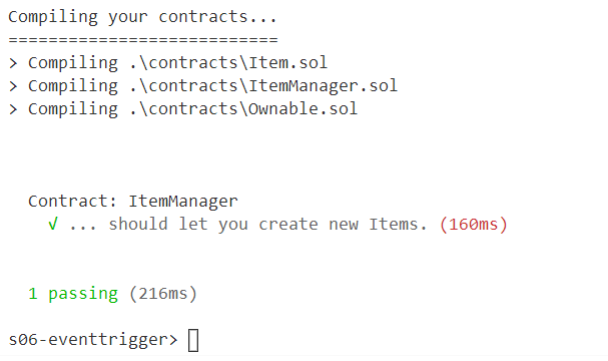 Compiling your contracts...
===========================
> Compiling .\contracts\Item.sol
> Compiling .\contracts\ItemManager.sol
> Compiling .\contracts\Ownable.sol
Contract: ItemManager
√ ... should let you create new Items. (160ms)
1 passing (216ms)
s06-eventtrigger>